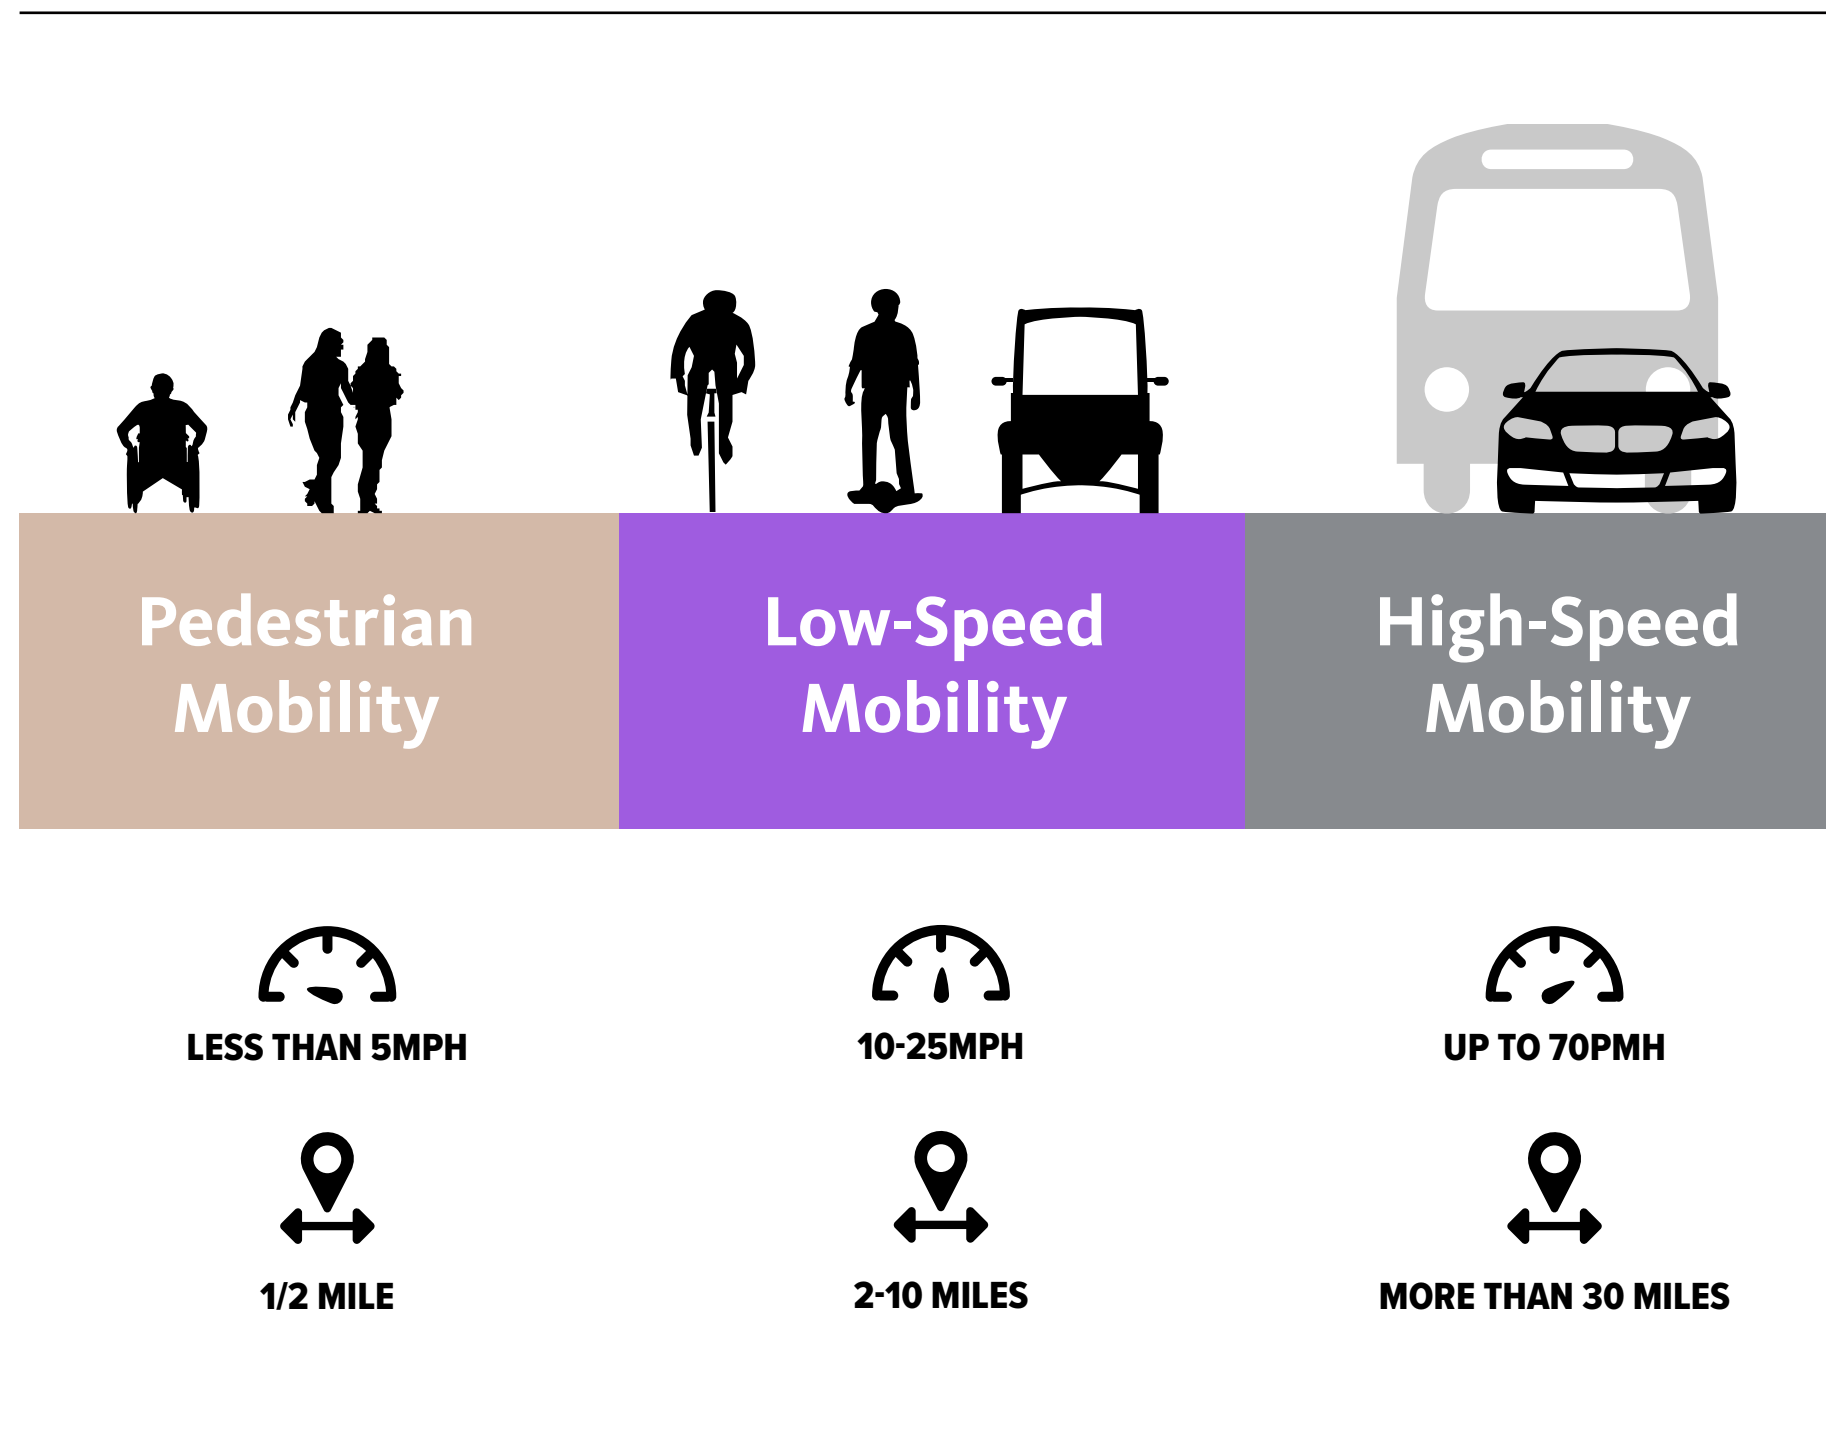 Pedestrian
Mobility
Low-Speed
Mobility
High-Speed
Mobility
LESS THAN 5MPH
10-25MPH
UP TO 70PMH
1/2 MILE
2-10 MILES
MORE THAN 30 MILES